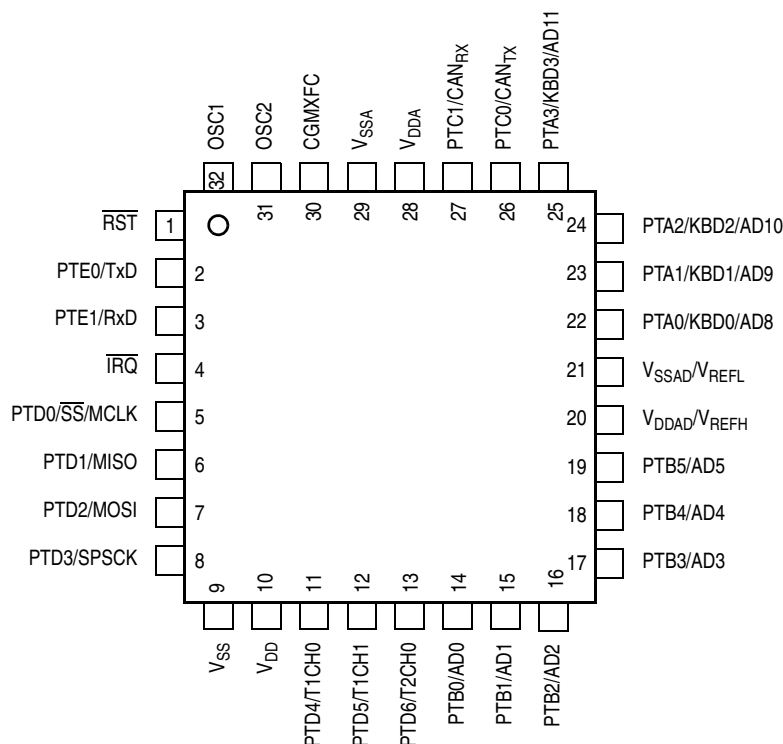 OSC1
OSC2
CGMXFC
VSSA
VDDA
PTC1/CANRX
PTC0/CANTX
PTA3/KBD3/AD11
32
31
30
29
28
27
26
25
RST 1
PTE0/TxD 2
PTE1/RxD 3
IRQ 4
PTD0/SS/MCLK 5
PTD1/MISO 6
PTD2/MOSI 7
PTD3/SPSCK 8
24 PTA2/KBD2/AD10
23 PTA1/KBD1/AD9
22 PTA0/KBD0/AD8
21 VSSAD/VREFL
20 VDDAD/VREFH
19 PTB5/AD5
18 PTB4/AD4
17 PTB3/AD3
9
10
11
12
13
14
15
16
VSS
VDD
PTD4/T1CH0
PTD5/T1CH1
PTD6/T2CH0
PTB0/AD0
PTB1/AD1
PTB2/AD2